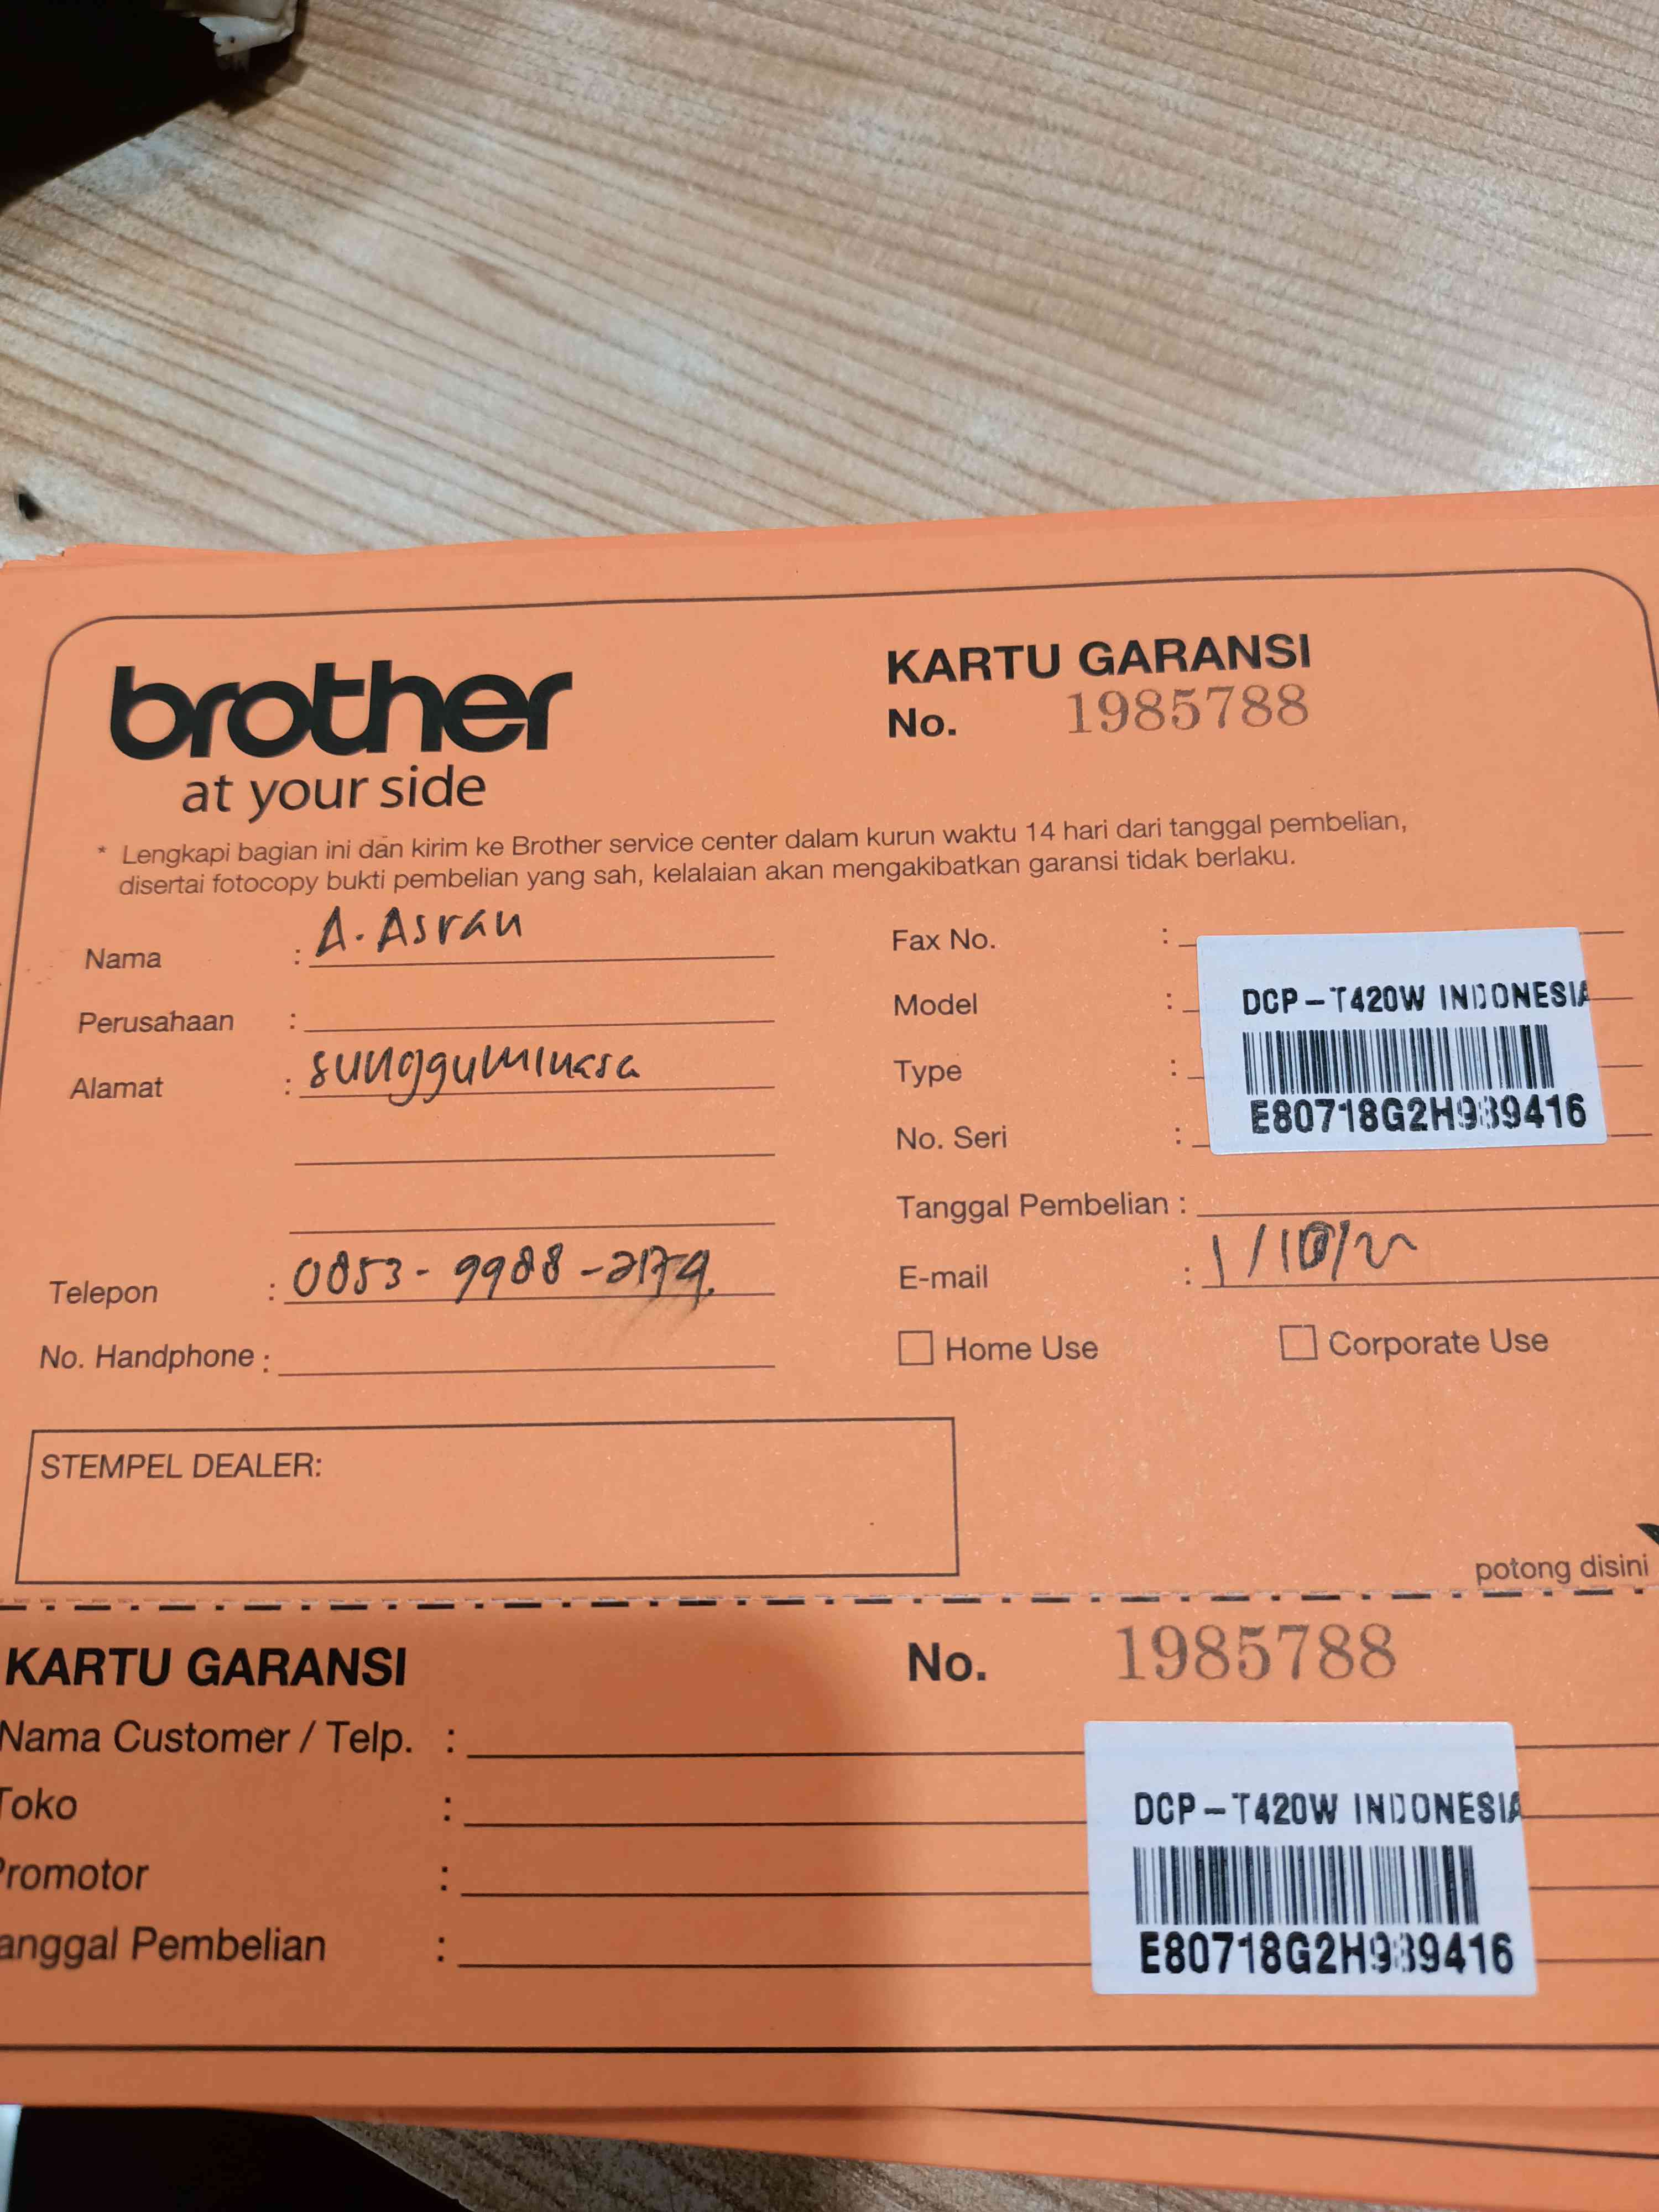 brother
at your side
KARTU GARANSI
No. 1985788
* Lengkapi bagian ini dan kirim ke Brother service center dalam kurun waktu 14 hari dari tanggal pembelian,
disertai fotocopy bukti pembelian yang sah, kelalaian akan mengakibatkan garansi tidak berlaku.
Nama : A. Asran
Perusahaan :
Alamat : sungguminasa
Telepon : 0853-9988-2179.
No. Handphone :
Fax No. :
Model :
Type :
No. Seri :
DCP-T420W INDONESIA
E80718G2H939416
Tanggal Pembelian :
E-mail :
Home Use
Corporate Use
STEMPEL DEALER:
potong disini
KARTU GARANSI
No. 1985788
Nama Customer / Telp. :
Toko :
Promotor :
anggal Pembelian :
DCP-T420W INDONESIA
E80718G2H939416